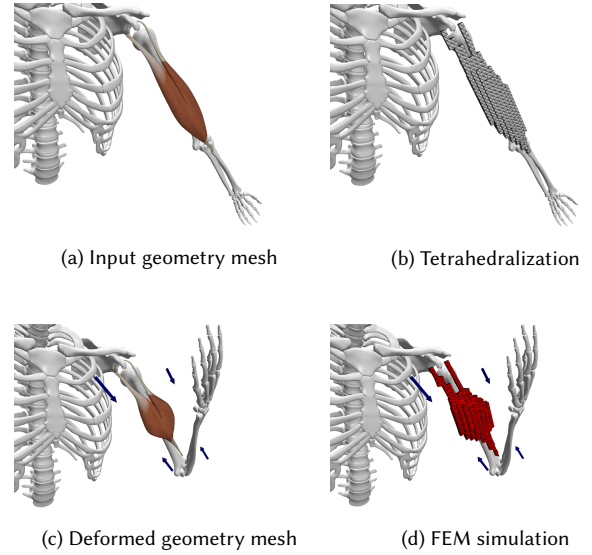 (a) Input geometry mesh
(b) Tetrahedralization
(c) Deformed geometry mesh
(d) FEM simulation